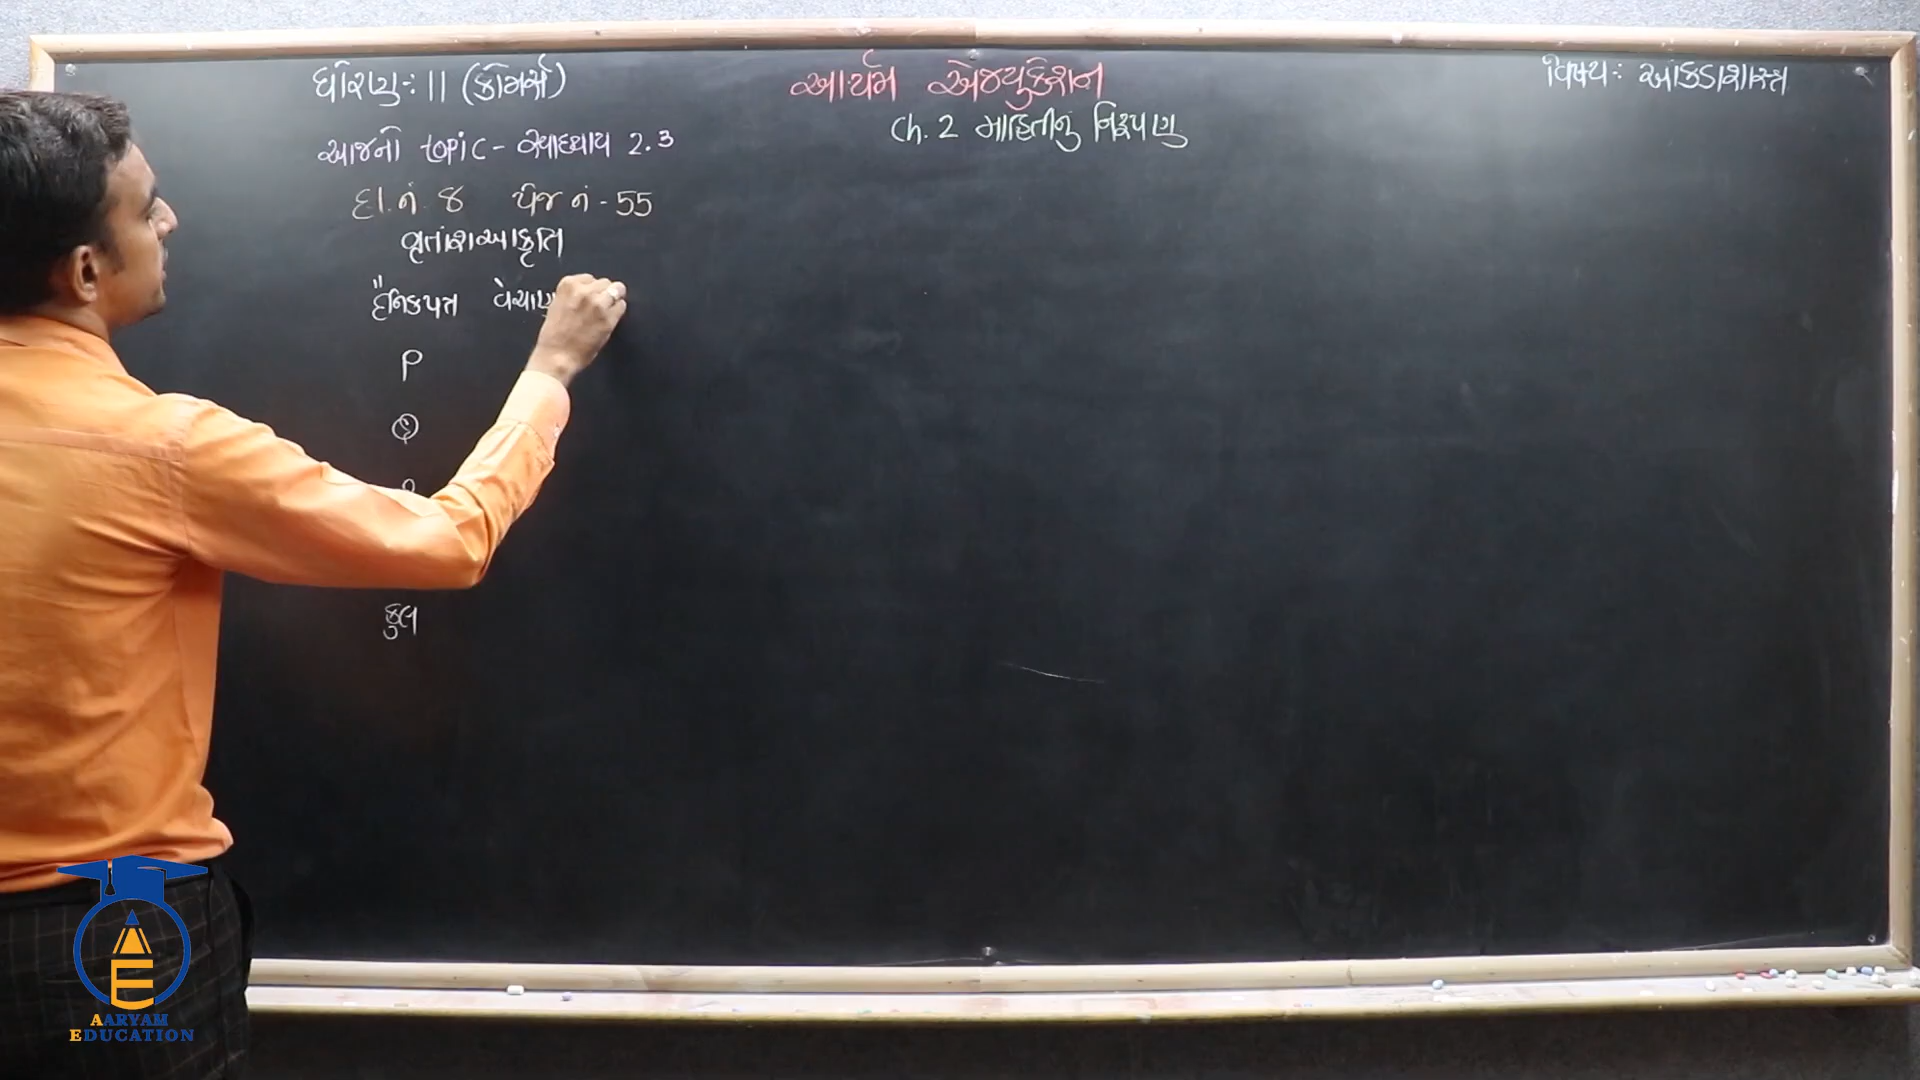 ધોરણ:- 11 (કોમર્સ)
આર્યમ એજ્યુકેશન
વિષય:- આંકડાશાસ્ત્ર
Ch. 2 માહિતીનું નિરૂપણ
આજનો topic - સ્વાધ્યાય 2.3
દા.નં. 8 પેજ નં - 55
વૃતાંશઆકૃતિ
દૈનિકપત્ર વેચાણ
P
Q
કુલ
AARYAM
EDUCATION